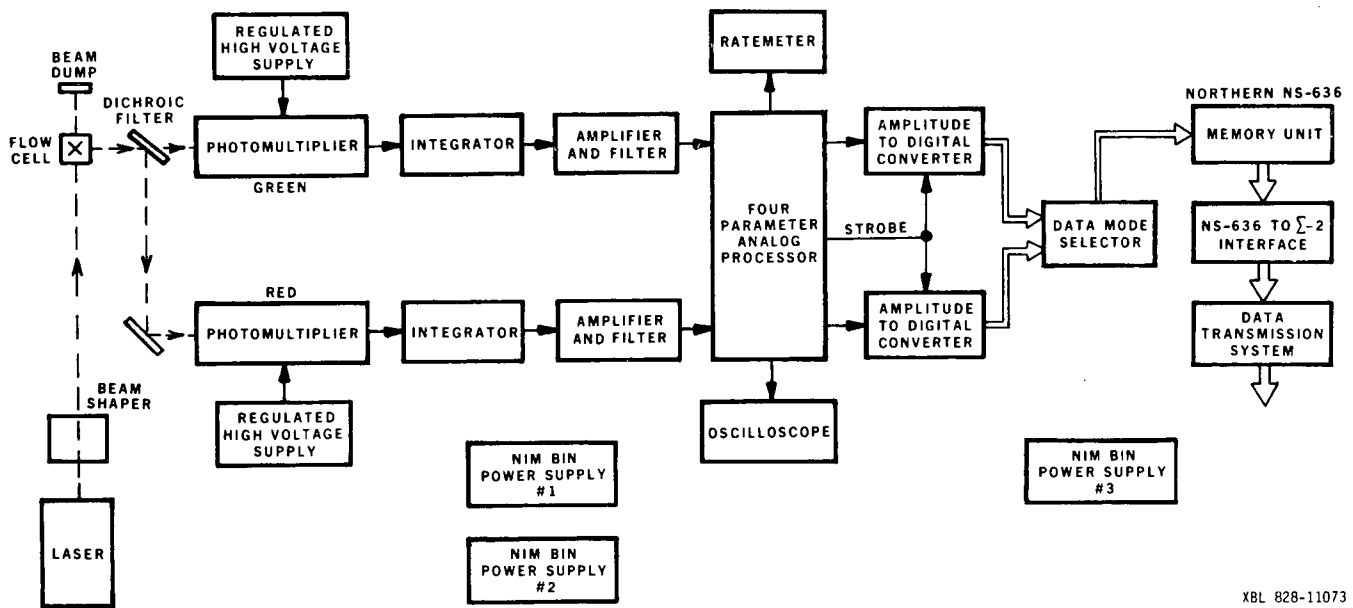 BEAM
DUMP
DICHROIC
FILTER
FLOW
CELL
X
BEAM
SHAPER
LASER
REGULATED
HIGH VOLTAGE
SUPPLY
PHOTOMULTIPLIER
GREEN
INTEGRATOR
AMPLIFIER
AND FILTER
RED
PHOTOMULTIPLIER
INTEGRATOR
AMPLIFIER
AND FILTER
REGULATED
HIGH VOLTAGE
SUPPLY
RATEMETER
FOUR
PARAMETER
ANALOG
PROCESSOR
STROBE
OSCILLOSCOPE
AMPLITUDE
TO DIGITAL
CONVERTER
AMPLITUDE
TO DIGITAL
CONVERTER
DATA MODE
SELECTOR
NORTHERN NS-636
MEMORY UNIT
NS-636 TO Σ-2
INTERFACE
DATA
TRANSMISSION
SYSTEM
NIM BIN
POWER SUPPLY
#1
NIM BIN
POWER SUPPLY
#2
NIM BIN
POWER SUPPLY
#3
XBL 828-11073